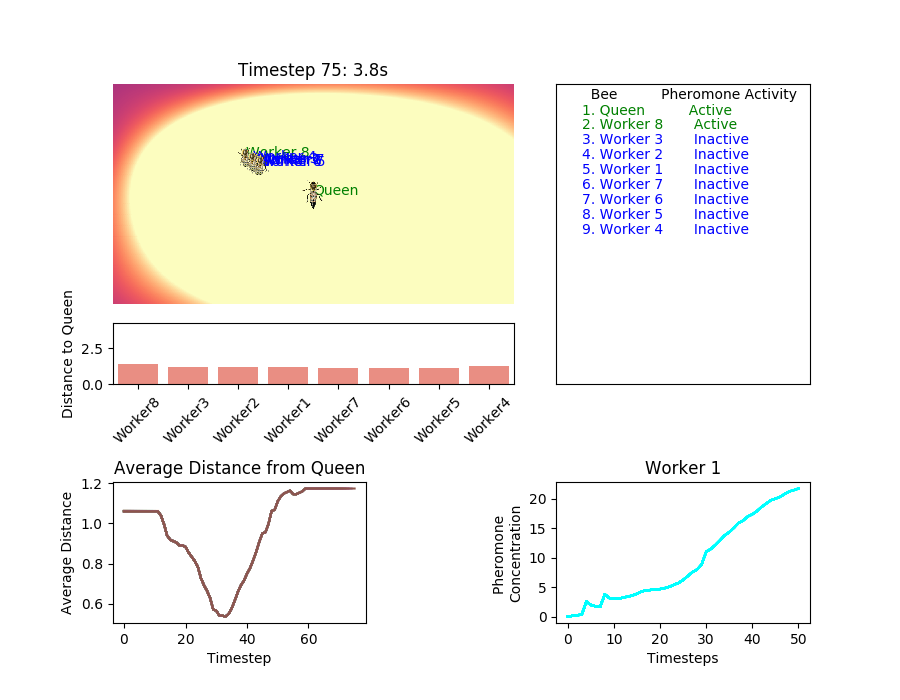 Timestep 75: 3.8s
Worker 8
Queen
Bee Pheromone Activity
1. Queen Active
2. Worker 8 Active
3. Worker 3 Inactive
4. Worker 2 Inactive
5. Worker 1 Inactive
6. Worker 7 Inactive
7. Worker 6 Inactive
8. Worker 5 Inactive
9. Worker 4 Inactive
Distance to Queen
2.5
0.0
Worker8 Worker3 Worker2 Worker1 Worker7 Worker6 Worker5 Worker4
Average Distance from Queen
Average Distance
1.2
1.0
0.8
0.6
0 20 40 60
Timestep
Worker 1
Pheromone
Concentration
20
15
10
5
0
0 10 20 30 40 50
Timesteps